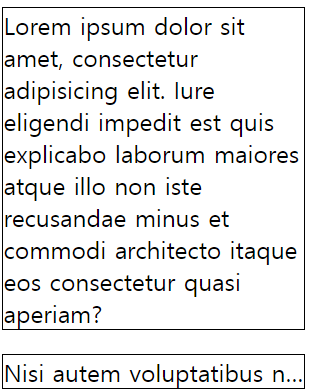 Lorem ipsum dolor sit
amet, consectetur
adipisicing elit. Iure
eligendi impedit est quis
explicabo laborum maiores
atque illo non iste
recusandae minus et
commodi architecto itaque
eos consectetur quasi
aperiam?
Nisi autem voluptatibus n...